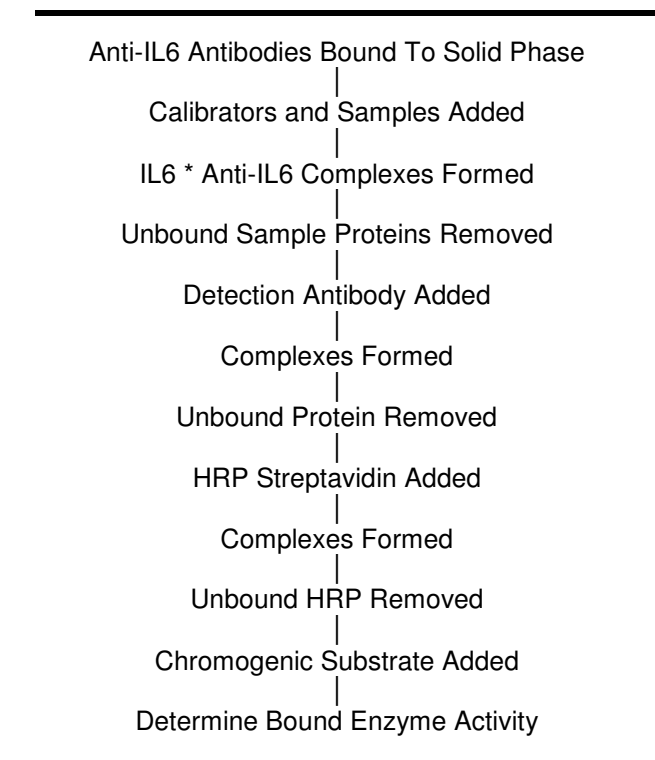 Anti-IL6 Antibodies Bound To Solid Phase
Calibrators and Samples Added
IL6 * Anti-IL6 Complexes Formed
Unbound Sample Proteins Removed
Detection Antibody Added
Complexes Formed
Unbound Protein Removed
HRP Streptavidin Added
Complexes Formed
Unbound HRP Removed
Chromogenic Substrate Added
Determine Bound Enzyme Activity